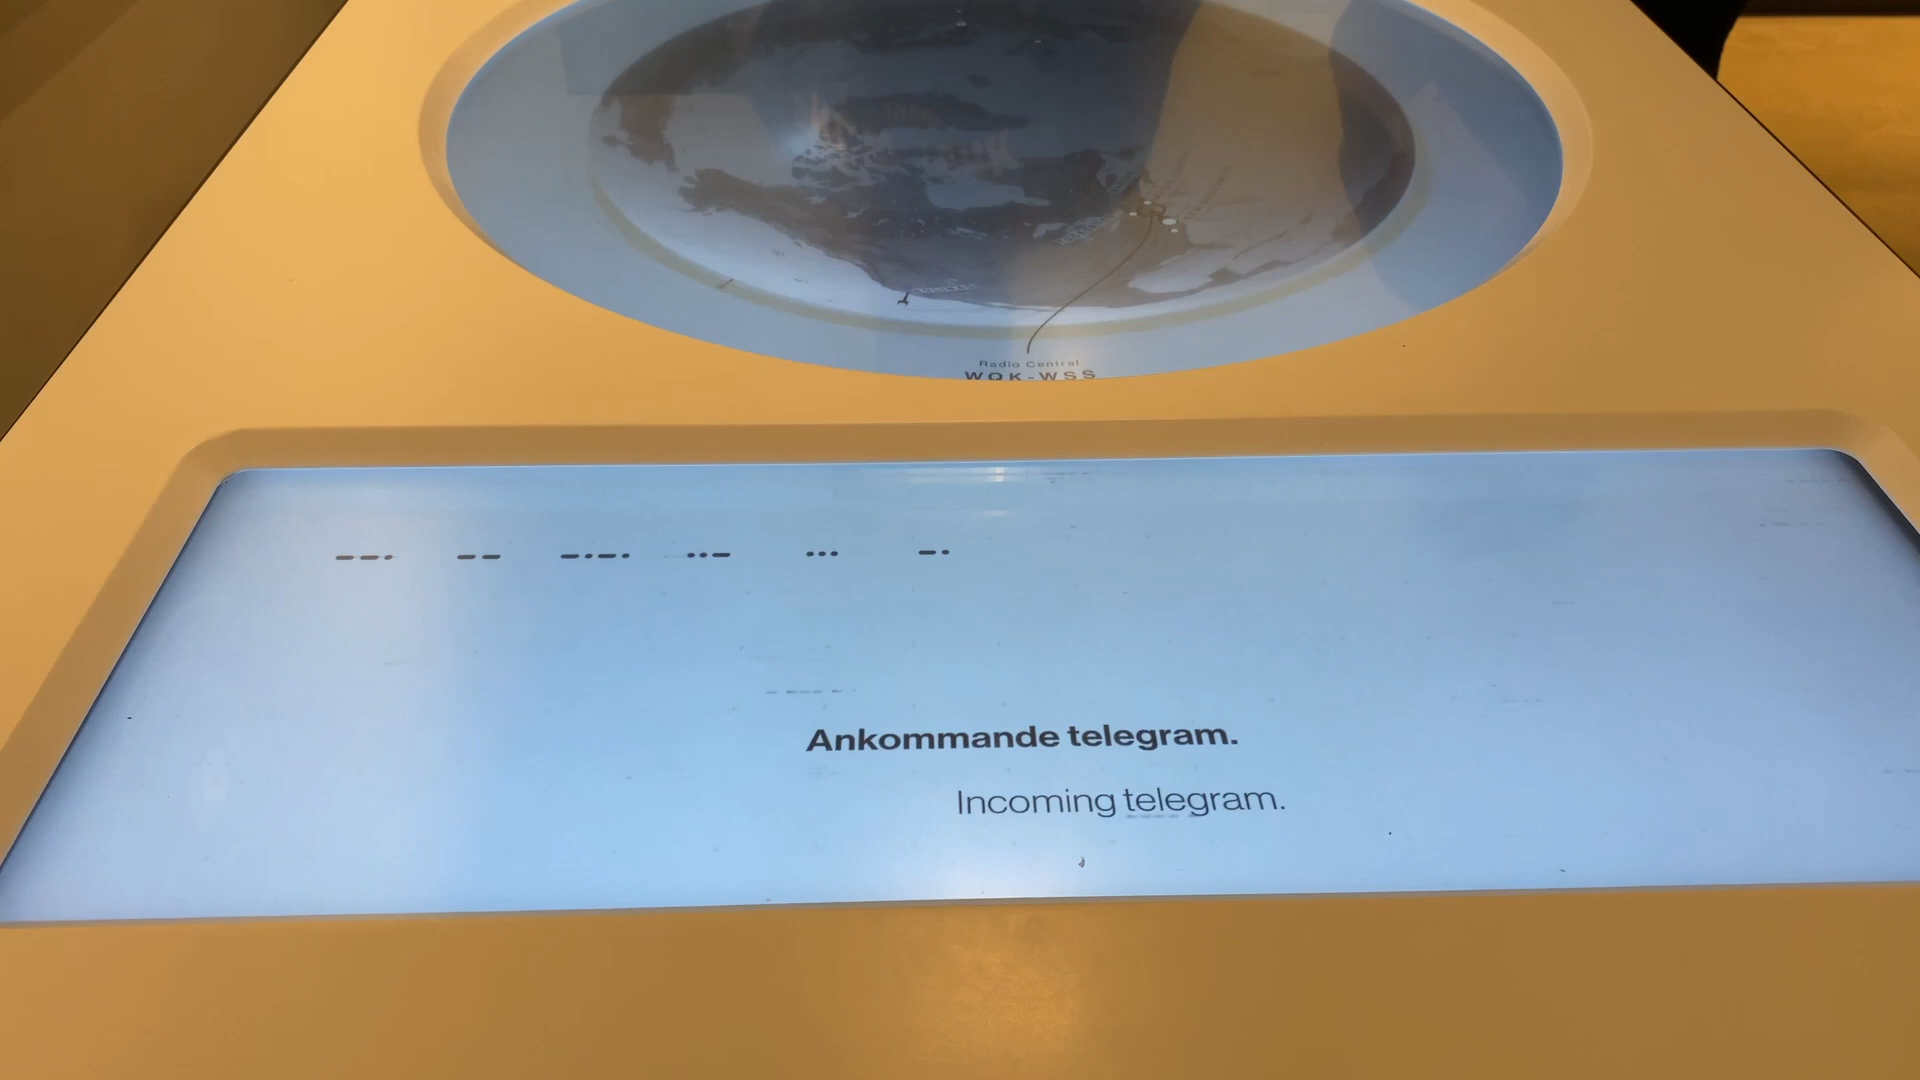 Radio Central
WQK-WSS
−−· −− −·−· ··− ··· −·
Ankommande telegram.
Incoming telegram.